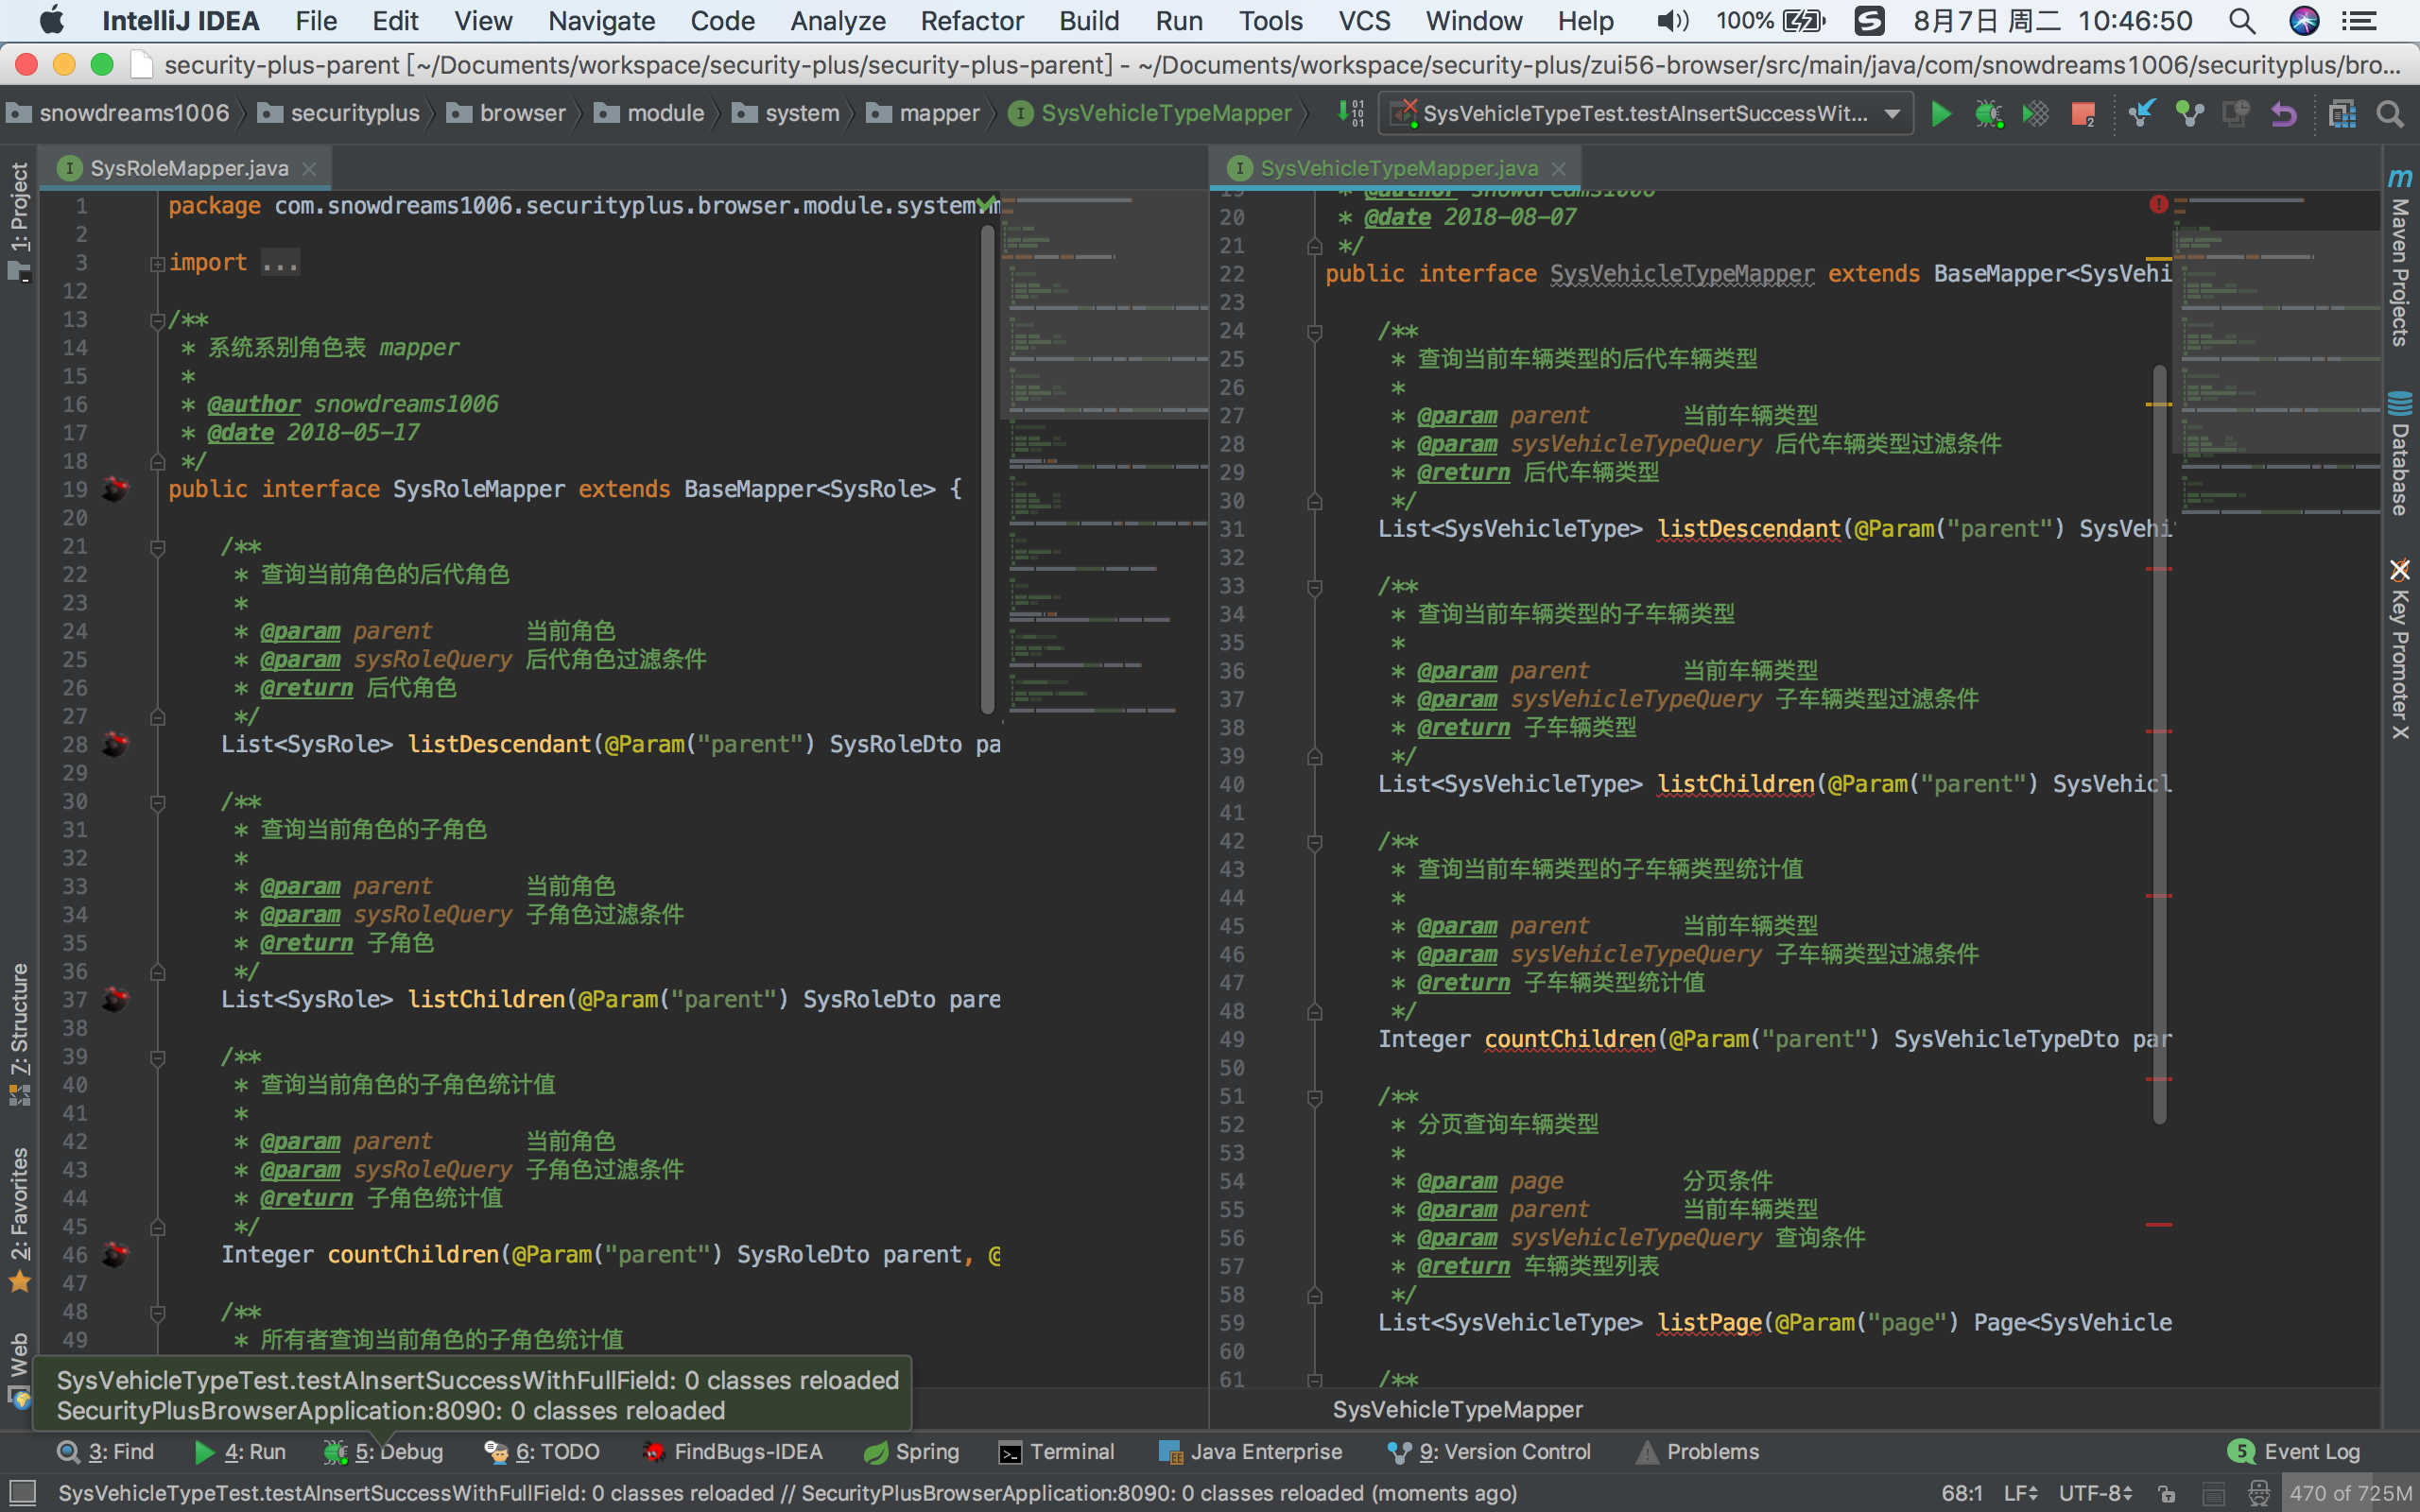 IntelliJ IDEA File Edit View Navigate Code Analyze Refactor Build Run Tools VCS Window Help 100% 8月7日 周二 10:46:50
security-plus-parent [~/Documents/workspace/security-plus/security-plus-parent] - ~/Documents/workspace/security-plus/zui56-browser/src/main/java/com/snowdreams1006/securityplus/bro...
snowdreams1006 securityplus browser module system mapper SysVehicleTypeMapper SysVehicleTypeTest.testAInsertSuccessWit...
SysRoleMapper.java
1 package com.snowdreams1006.securityplus.browser.module.system.m
2
3 import ...
12
13 /**
14 * 系统系别角色表 mapper
15 *
16 * @author snowdreams1006
17 * @date 2018-05-17
18 */
19 public interface SysRoleMapper extends BaseMapper<SysRole> {
20
21 /**
22 * 查询当前角色的后代角色
23 *
24 * @param parent 当前角色
25 * @param sysRoleQuery 后代角色过滤条件
26 * @return 后代角色
27 */
28 List<SysRole> listDescendant(@Param("parent") SysRoleDto pa
29
30 /**
31 * 查询当前角色的子角色
32 *
33 * @param parent 当前角色
34 * @param sysRoleQuery 子角色过滤条件
35 * @return 子角色
36 */
37 List<SysRole> listChildren(@Param("parent") SysRoleDto pare
38
39 /**
40 * 查询当前角色的子角色统计值
41 *
42 * @param parent 当前角色
43 * @param sysRoleQuery 子角色过滤条件
44 * @return 子角色统计值
45 */
46 Integer countChildren(@Param("parent") SysRoleDto parent, @
47
48 /**
49 * 所有者查询当前角色的子角色统计值
SysVehicleTypeMapper.java
19 * @author snowdreams1006
20 * @date 2018-08-07
21 */
22 public interface SysVehicleTypeMapper extends BaseMapper<SysVehi
23
24 /**
25 * 查询当前车辆类型的后代车辆类型
26 *
27 * @param parent 当前车辆类型
28 * @param sysVehicleTypeQuery 后代车辆类型过滤条件
29 * @return 后代车辆类型
30 */
31 List<SysVehicleType> listDescendant(@Param("parent") SysVehi
32
33 /**
34 * 查询当前车辆类型的子车辆类型
35 *
36 * @param parent 当前车辆类型
37 * @param sysVehicleTypeQuery 子车辆类型过滤条件
38 * @return 子车辆类型
39 */
40 List<SysVehicleType> listChildren(@Param("parent") SysVehicl
41
42 /**
43 * 查询当前车辆类型的子车辆类型统计值
44 *
45 * @param parent 当前车辆类型
46 * @param sysVehicleTypeQuery 子车辆类型过滤条件
47 * @return 子车辆类型统计值
48 */
49 Integer countChildren(@Param("parent") SysVehicleTypeDto par
50
51 /**
52 * 分页查询车辆类型
53 *
54 * @param page 分页条件
55 * @param parent 当前车辆类型
56 * @param sysVehicleTypeQuery 查询条件
57 * @return 车辆类型列表
58 */
59 List<SysVehicleType> listPage(@Param("page") Page<SysVehicle
60
61 /**
SysVehicleTypeMapper
1: Project
7: Structure
2: Favorites
Web
Maven Projects
Database
Key Promoter X
SysVehicleTypeTest.testAInsertSuccessWithFullField: 0 classes reloaded
SecurityPlusBrowserApplication:8090: 0 classes reloaded
3: Find 4: Run 5: Debug 6: TODO FindBugs-IDEA Spring Terminal Java Enterprise 9: Version Control Problems 5 Event Log
SysVehicleTypeTest.testAInsertSuccessWithFullField: 0 classes reloaded // SecurityPlusBrowserApplication:8090: 0 classes reloaded (moments ago) 68:1 LF UTF-8 470 of 725M